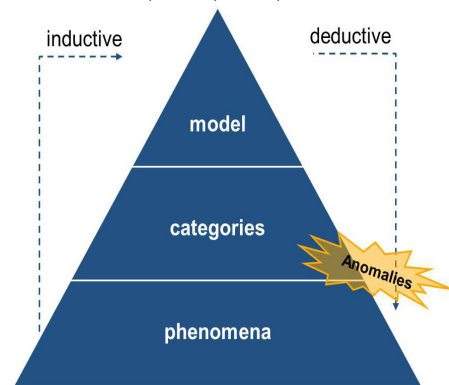 inductive
deductive
model
categories
Anomalies
phenomena